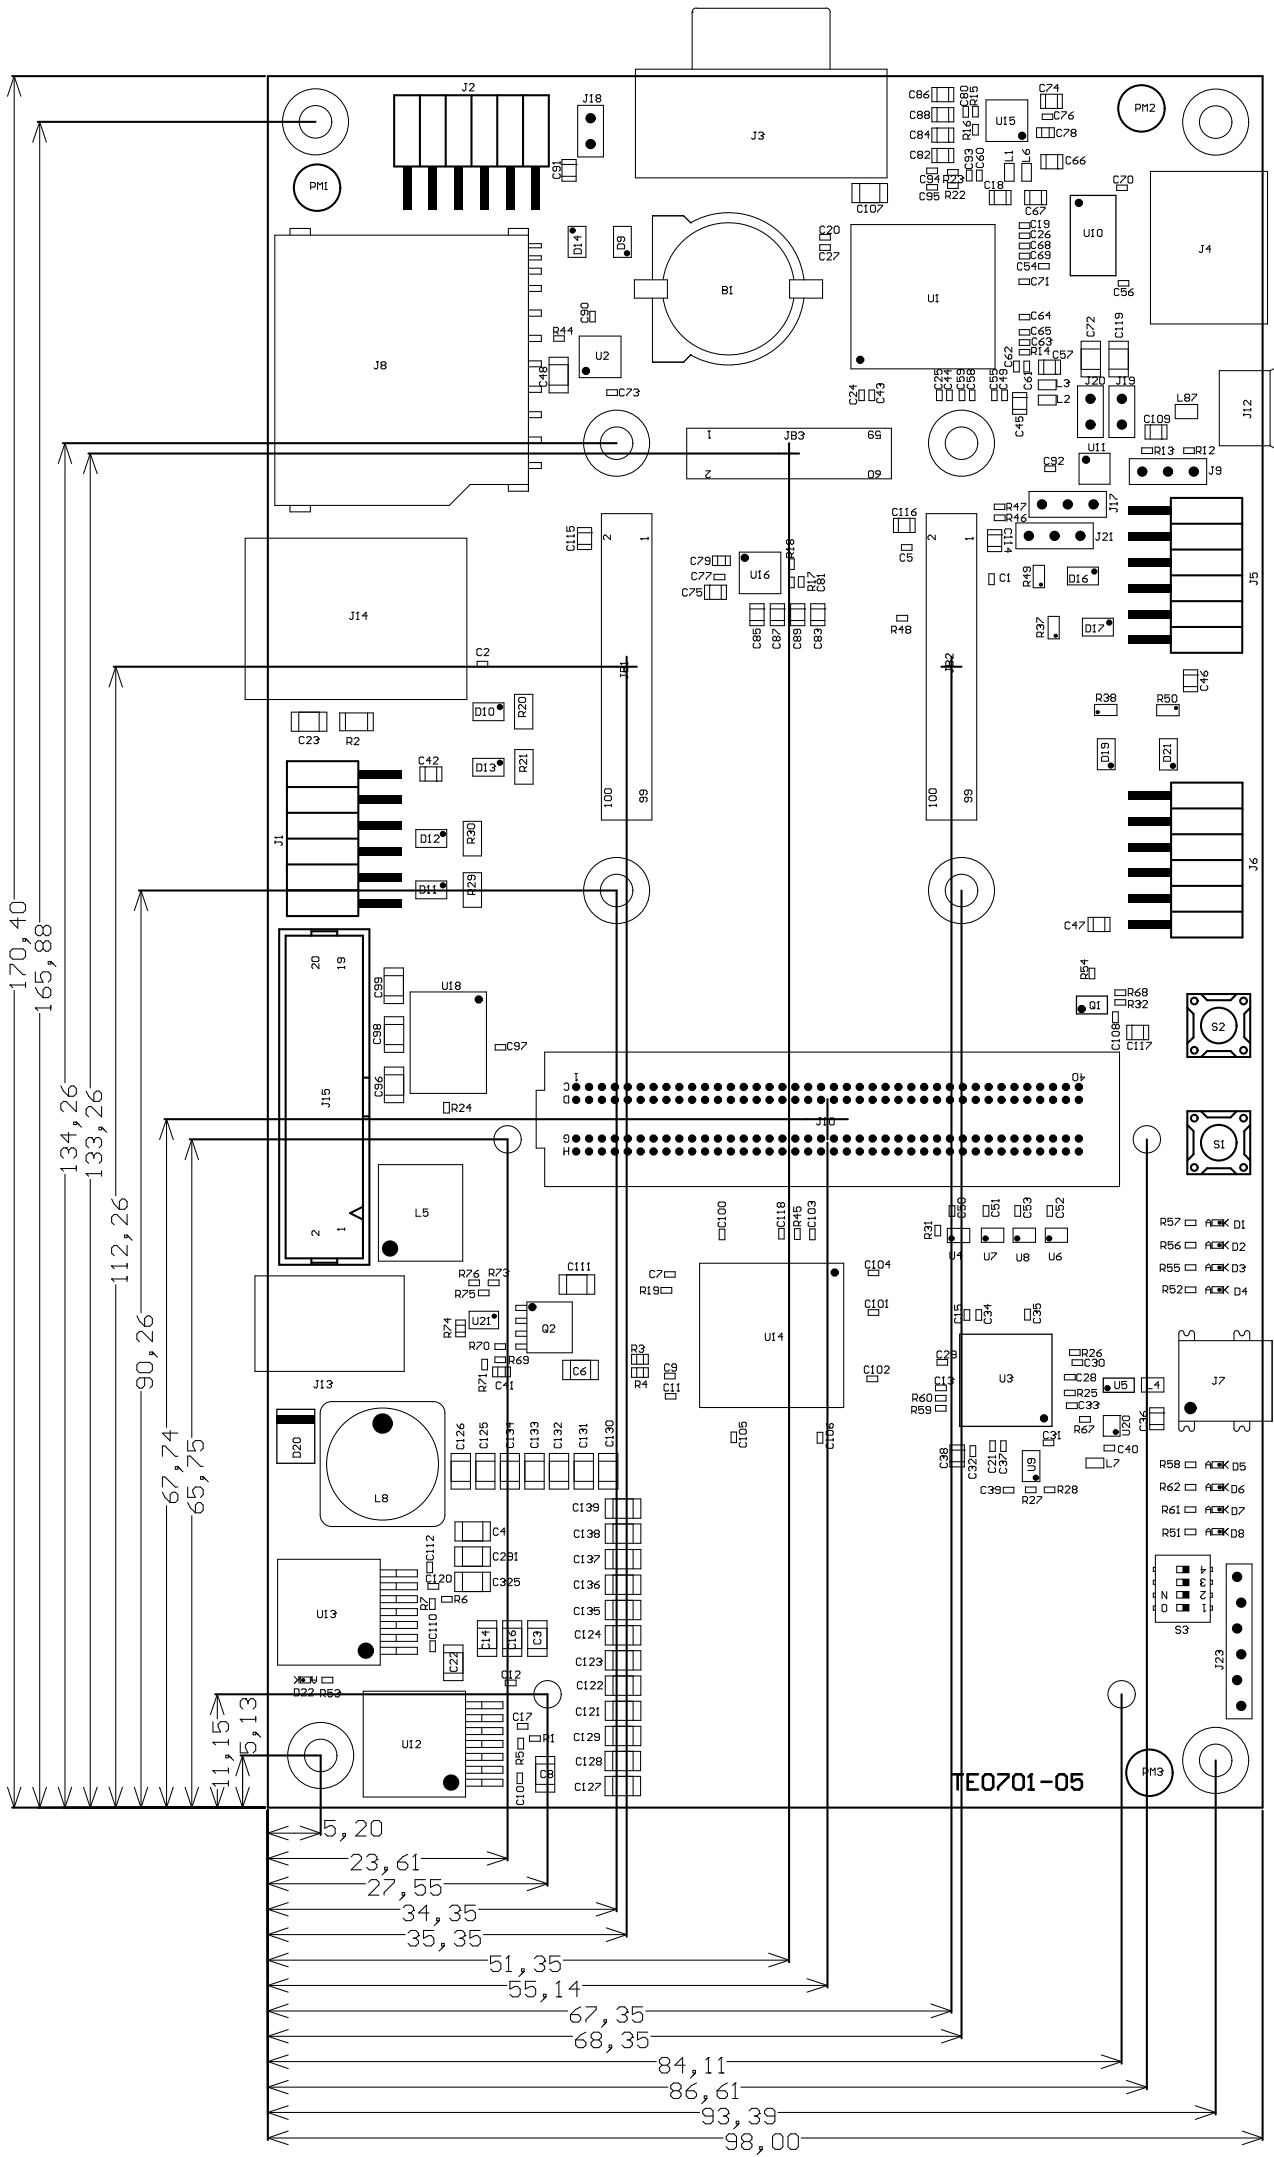 J2
J18
J3
C86
C88
C84
C82
C80
R15
R16
U15
C74
C76
C78
C66
PM2
PM1
C91
C94
C95
R23
R22
C93
C60
L1
L6
C18
C67
C70
C107
D14
D9
C20
C27
B1
U1
C19
C26
C68
C69
C54
C71
U10
J4
C56
C90
R44
U2
C48
C73
J8
C64
C65
C63
R14
C62
C61
C57
C72
C119
L3
L2
J20
J19
L87
J12
C24
C43
C25
C44
C59
C58
C55
C49
C45
C109
1
JB3
59
2
60
U11
R13
R12
C92
J9
J17
R47
R46
C114
J21
C116
C5
C115
2
1
JB1
100
99
2
1
JB2
100
99
C79
C77
C75
U16
R18
R17
C81
C85
C87
C89
C83
C1
R49
D16
R37
D17
R48
J5
J14
C2
C46
R38
R50
D19
D21
D10
R20
D13
R21
C23
R2
C42
J1
D12
R30
D11
R29
J6
C47
20
19
J15
2
1
C99
C98
C96
U18
C97
R24
R54
R68
R32
Q1
C108
C117
S2
S1
1
40
C
D
G
H
J10
L5
C100
C118
R45
C103
R31
C50
C51
C53
C52
U4
U7
U8
U6
R57
A
K
D1
R56
A
K
D2
R55
A
K
D3
R52
A
K
D4
R76
R73
R75
C111
C7
R19
C104
C101
C102
U14
R74
U21
Q2
R70
R69
R71
C41
C6
R3
R4
C9
C11
J13
C15
C34
C35
C29
C13
R60
R59
U3
R26
C30
C28
R25
C33
R67
U5
L4
U20
C36
J7
C31
C40
L7
C38
C32
C21
C37
U9
C39
R27
R28
C105
C106
D20
L8
C126
C125
C134
C133
C132
C131
C130
R58
A
K
D5
R62
A
K
D6
R61
A
K
D7
R51
A
K
D8
C139
C138
C137
C136
C135
C124
C123
C122
C121
C129
C128
C127
C4
C291
C325
C112
C120
R7
R6
C110
U13
C14
C16
C3
C22
C12
D22
R53
A
K
U12
C17
R1
R5
C10
C8
4
3
N
2
O
1
S3
J23
PM3
TE0701-05
170,40
165,88
134,26
133,26
112,26
90,26
67,74
65,75
11,15
5,13
5,20
23,61
27,55
34,35
35,35
51,35
55,14
67,35
68,35
84,11
86,61
93,39
98,00